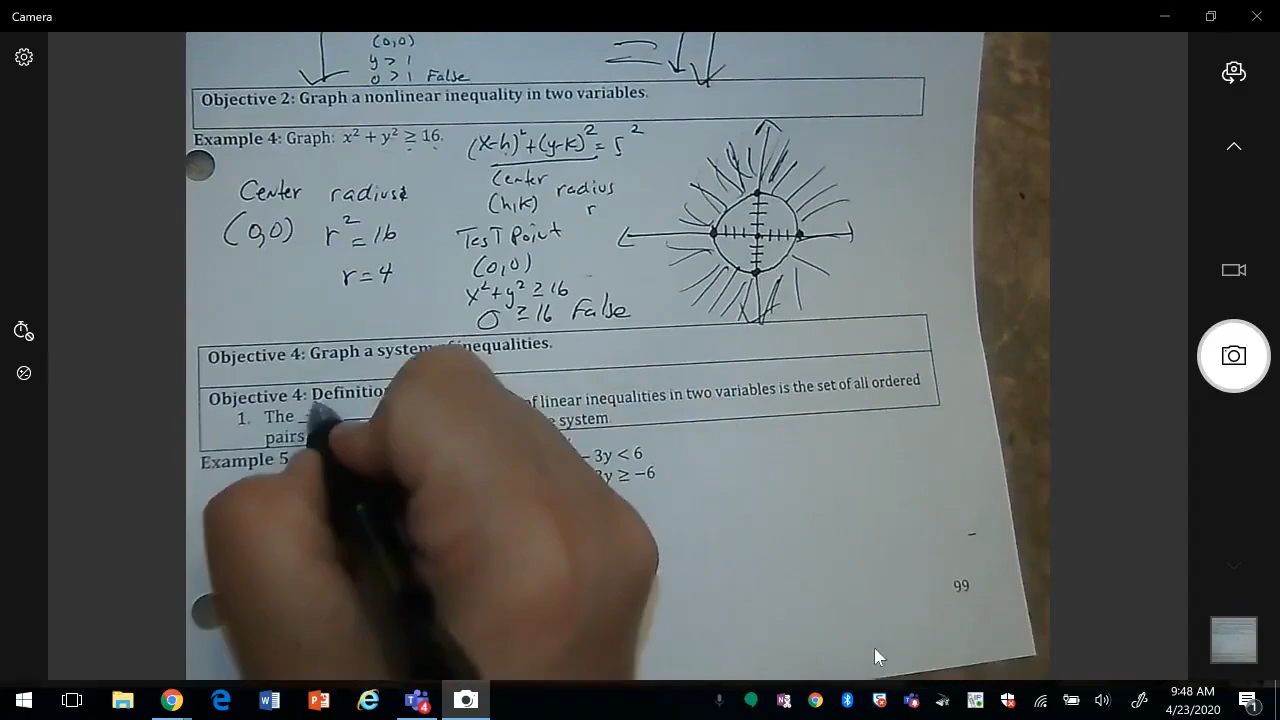 Camera
(0,0)
y > 1
0 > 1 False
Objective 2: Graph a nonlinear inequality in two variables.
Example 4: Graph: x² + y² ≥ 16.
(x-h)² + (y-k)² = r²
Center radius
(h,k) r
Center radius
(0,0) r² = 16
r = 4
Test Point
(0,0)
x² + y² ≥ 16
0 ≥ 16 False
Objective 4: Graph a system of inequalities.
Objective 4: Definition
1. The of linear inequalities in two variables is the set of all ordered
pairs system
Example 5 - 3y < 6
y ≥ -6
99
4
9:48 AM
4/23/2020
1